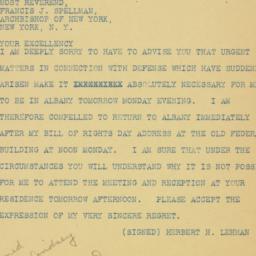 MOST REVEREND,
FRANCIS J. SPELLMAN,
ARCHBISHOP OF NEW YORK,
NEW YORK, N. Y.
YOUR EXCELLENCY
I AM DEEPLY SORRY TO HAVE TO ADVISE YOU THAT URGENT
MATTERS IN CONNECTION WITH DEFENSE WHICH HAVE SUDDEN
ARISEN MAKE IT ABSOLUTELY NECESSARY FOR M
TO BE IN ALBANY TOMORROW MONDAY EVENING. I AM
THEREFORE COMPELLED TO RETURN TO ALBANY IMMEDIATELY
AFTER MY BILL OF RIGHTS DAY ADDRESS AT THE OLD FEDER
BUILDING AT NOON MONDAY. I AM SURE THAT UNDER THE
CIRCUMSTANCES YOU WILL UNDERSTAND WHY IT IS NOT POSS
FOR ME TO ATTEND THE MEETING AND RECEPTION AT YOUR
RESIDENCE TOMORROW AFTERNOON. PLEASE ACCEPT THE
EXPRESSION OF MY VERY SINCERE REGRET.
(SIGNED) HERBERT H. LEHMAN